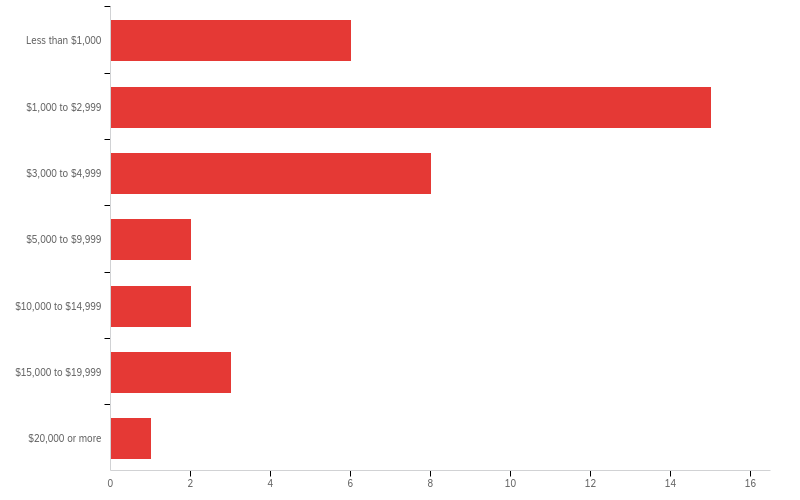 Less than $1,000
$1,000 to $2,999
$3,000 to $4,999
$5,000 to $9,999
$10,000 to $14,999
$15,000 to $19,999
$20,000 or more
0 2 4 6 8 10 12 14 16